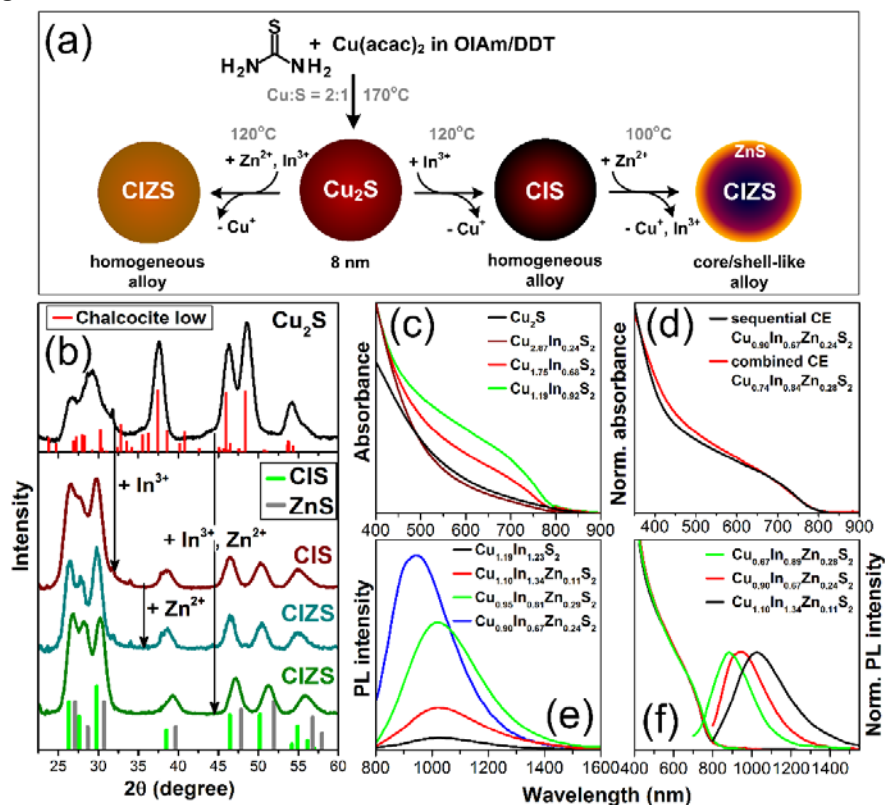 (a)
S
H₂N NH₂
+ Cu(acac)₂ in OlAm/DDT
Cu:S = 2:1 170°C
120°C
+ Zn²⁺, In³⁺
120°C
+ In³⁺
100°C
+ Zn²⁺
ZnS
CIZS
Cu₂S
CIS
CIZS
- Cu⁺
- Cu⁺
- Cu⁺, In³⁺
homogeneous
alloy
8 nm
homogeneous
alloy
core/shell-like
alloy
(b)
Chalcocite low
Cu₂S
+ In³⁺
CIS
ZnS
+ In³⁺, Zn²⁺
CIS
+ Zn²⁺
CIZS
CIZS
Intensity
25 30 35 40 45 50 55 60
2θ (degree)
(c)
Cu₂S
Cu₂.₈₇In₀.₂₄S₂
Cu₁.₇₅In₀.₆₈S₂
Cu₁.₁₉In₀.₉₂S₂
Absorbance
400 500 600 700 800 900
(d)
sequential CE
Cu₀.₉₀In₀.₆₇Zn₀.₂₄S₂
combined CE
Cu₀.₇₄In₀.₈₄Zn₀.₂₈S₂
Norm. absorbance
400 500 600 700 800 900
Cu₁.₁₉In₁.₂₃S₂
Cu₁.₁₀In₁.₃₄Zn₀.₁₁S₂
Cu₀.₉₅In₀.₈₁Zn₀.₂₉S₂
Cu₀.₉₀In₀.₆₇Zn₀.₂₄S₂
(e)
PL intensity
800 1000 1200 1400 1600
Cu₀.₆₇In₀.₈₉Zn₀.₂₈S₂
Cu₀.₉₀In₀.₆₇Zn₀.₂₄S₂
Cu₁.₁₀In₁.₃₄Zn₀.₁₁S₂
(f)
Norm. PL intensity
400 600 800 1000 1200 1400
Wavelength (nm)